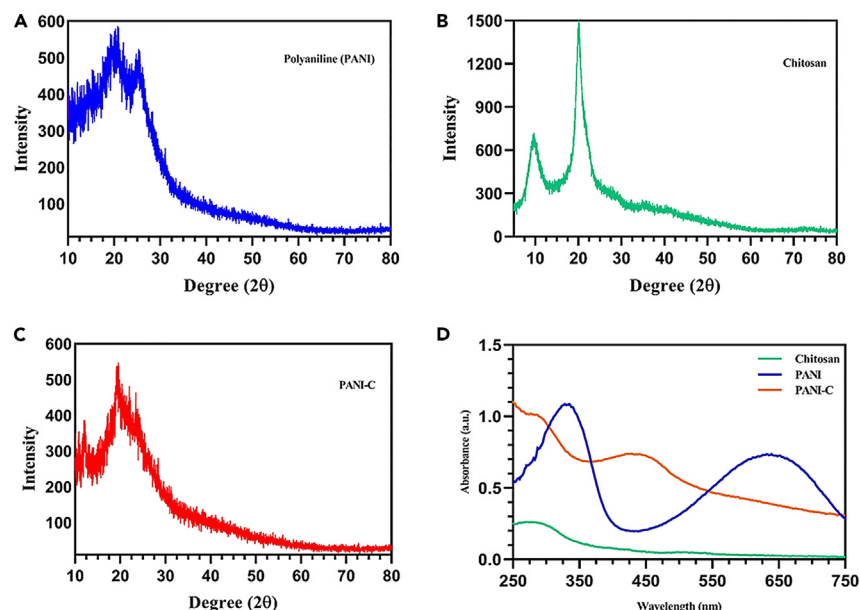 A
600
500
400
300
200
100
Intensity
Polyaniline (PANI)
10 20 30 40 50 60 70 80
Degree (2θ)
B
1500
1200
900
600
300
0
Intensity
Chitosan
10 20 30 40 50 60 70 80
Degree (2θ)
C
600
500
400
300
200
100
Intensity
PANI-C
10 20 30 40 50 60 70 80
Degree (2θ)
D
1.5
1.0
0.5
0.0
Absorbance (a.u.)
Chitosan
PANI
PANI-C
250 350 450 550 650 750
Wavelength (nm)